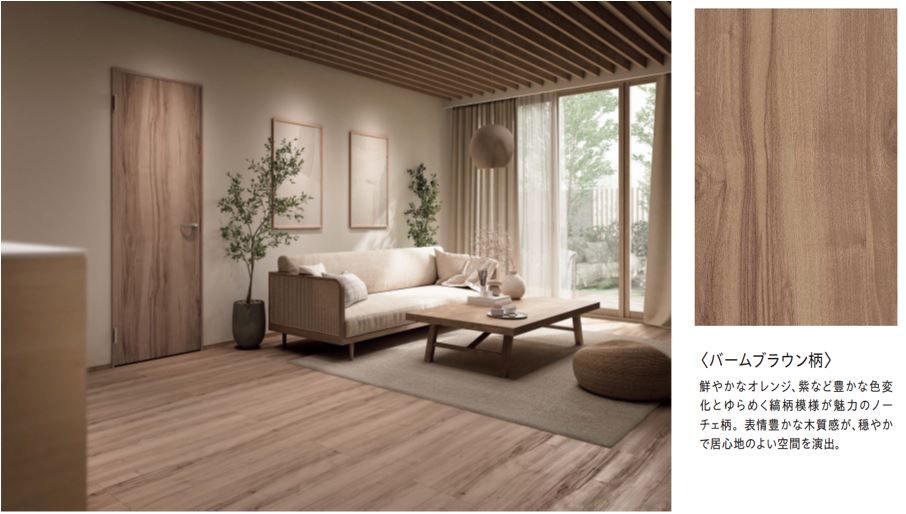 〈バームブラウン柄〉
鮮やかなオレンジ、紫など豊かな色変
化とゆらめく縞柄模様が魅力のノー
チェ柄。表情豊かな木質感が、穏やか
で居心地のよい空間を演出。